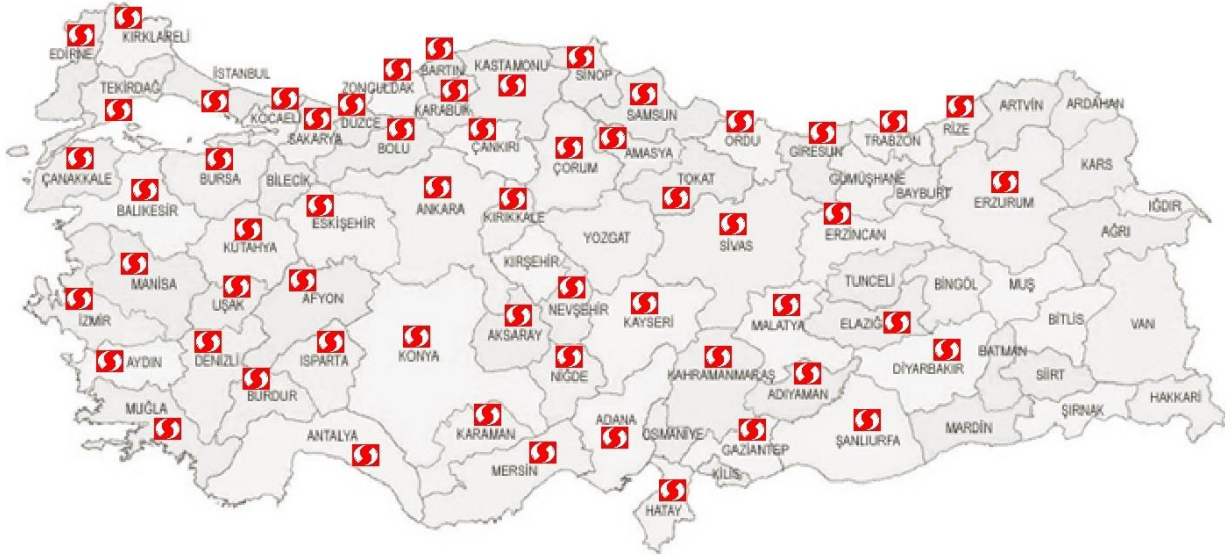 KIRKLARELİ
EDİRNE
TEKİRDAĞ
İSTANBUL
KOCAELİ
SAKARYA
DÜZCE
ZONGULDAK
BARTIN
KARABÜK
KASTAMONU
SİNOP
SAMSUN
BOLU
ÇANKIRI
ÇORUM
AMASYA
ORDU
GİRESUN
TRABZON
RİZE
ARTVİN
ARDAHAN
KARS
ÇANAKKALE
BALIKESİR
BURSA
BİLECİK
ESKİŞEHİR
ANKARA
KIRIKKALE
TOKAT
GÜMÜŞHANE
BAYBURT
ERZURUM
IĞDIR
AĞRI
KÜTAHYA
KIRŞEHİR
YOZGAT
SİVAS
ERZİNCAN
TUNCELİ
BİNGÖL
MUŞ
MANİSA
UŞAK
AFYON
İZMİR
AKSARAY
NEVŞEHİR
KAYSERİ
MALATYA
ELAZIĞ
BİTLİS
VAN
AYDIN
DENİZLİ
ISPARTA
KONYA
NİĞDE
KAHRAMANMARAŞ
ADIYAMAN
DİYARBAKIR
BATMAN
SİİRT
HAKKARİ
ŞIRNAK
MUĞLA
BURDUR
ANTALYA
KARAMAN
MERSİN
ADANA
OSMANİYE
GAZİANTEP
KİLİS
ŞANLIURFA
MARDİN
HATAY